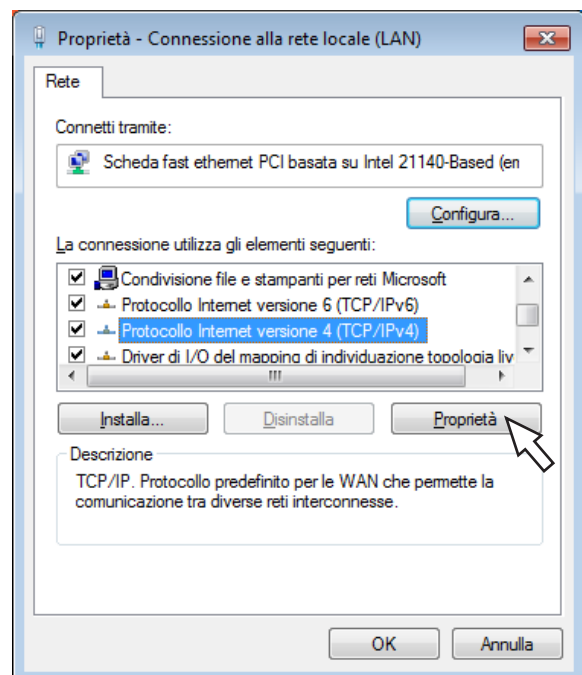 Proprietà - Connessione alla rete locale (LAN)
Rete
Connetti tramite:
Scheda fast ethernet PCI basata su Intel 21140-Based (en
Configura...
La connessione utilizza gli elementi seguenti:
Condivisione file e stampanti per reti Microsoft
Protocollo Internet versione 6 (TCP/IPv6)
Protocollo Internet versione 4 (TCP/IPv4)
Driver di I/O del mapping di individuazione topologia liv
Installa... Disinstalla Proprietà
Descrizione
TCP/IP. Protocollo predefinito per le WAN che permette la
comunicazione tra diverse reti interconnesse.
OK Annulla